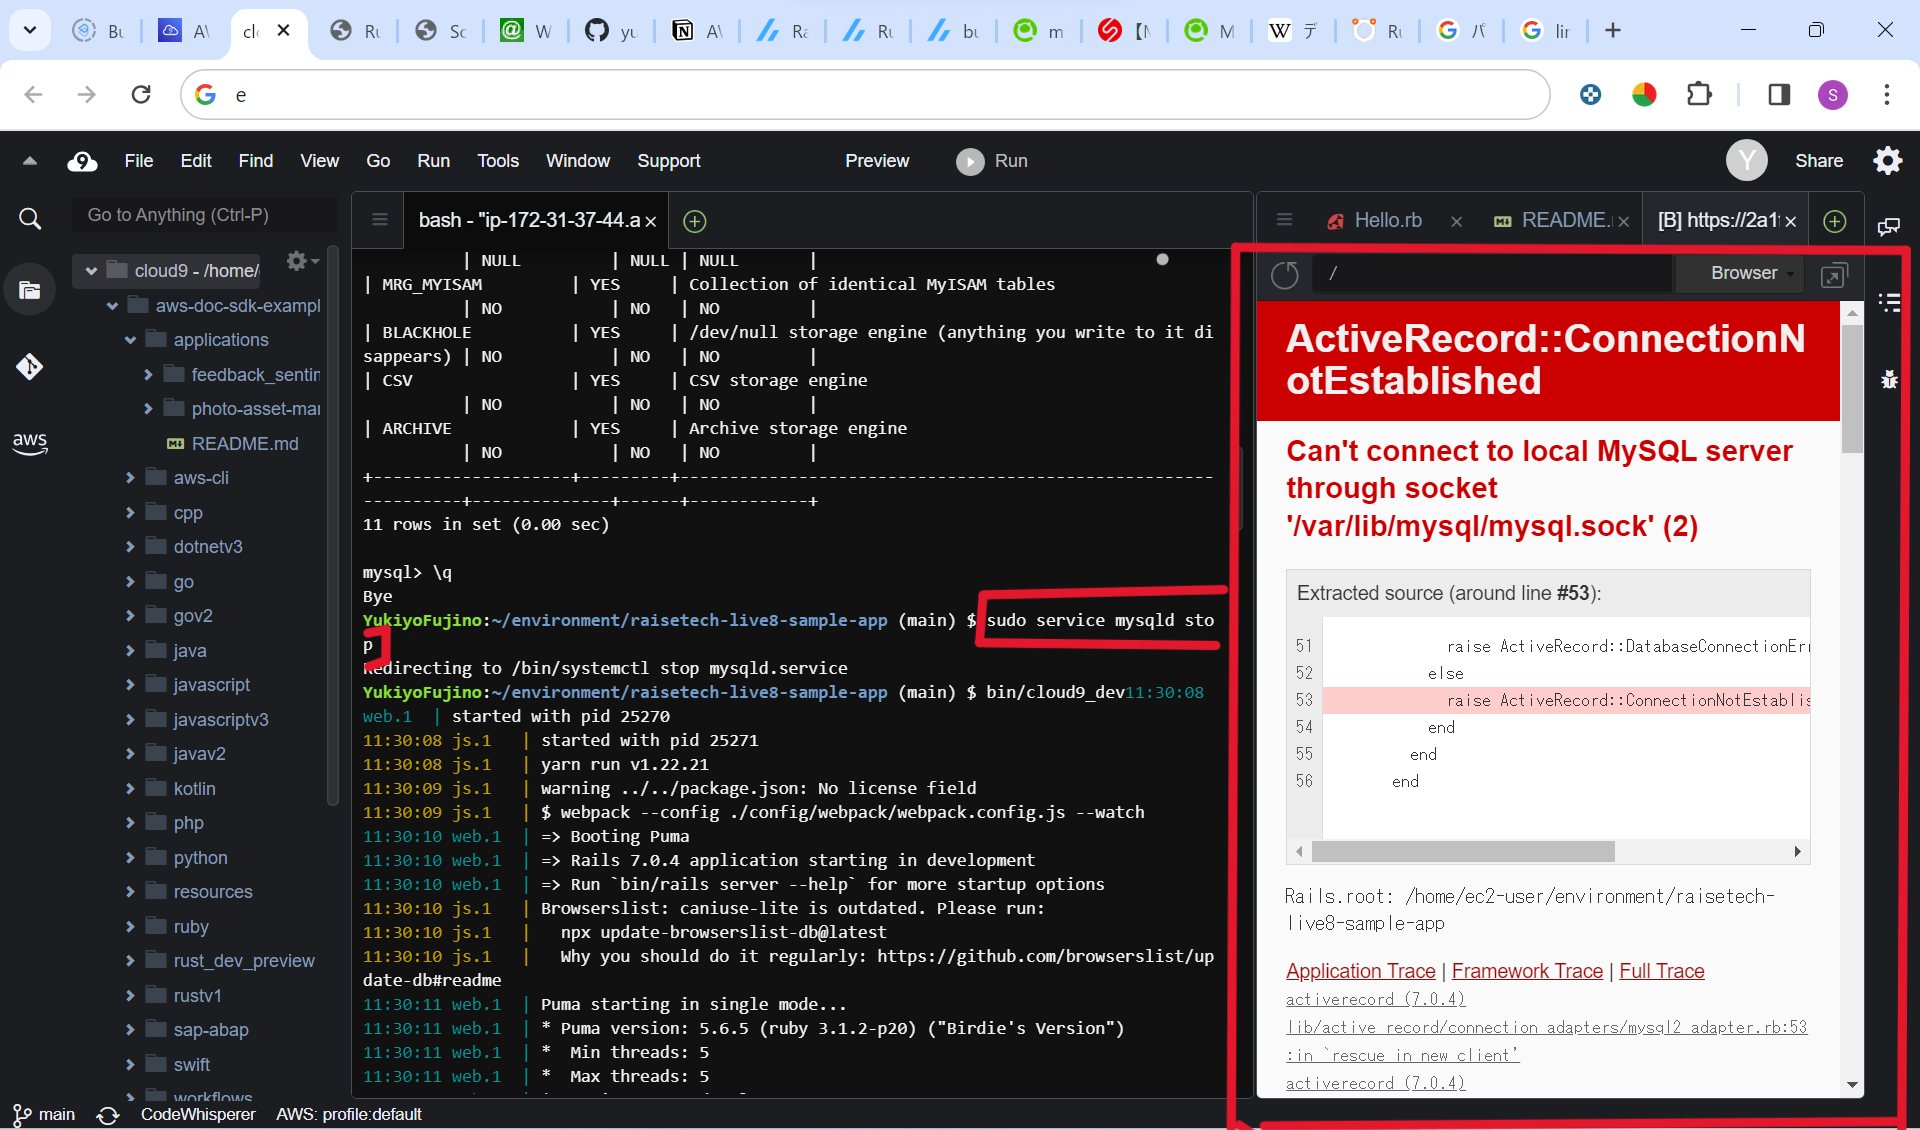 Bu
AV
clo
Ru
Sc
W
yu
AV
Ra
Ru
bu
m
【M
M
デ
Ru
パ
lin
e
S
9
File
Edit
Find
View
Go
Run
Tools
Window
Support
Preview
Run
Y
Share
Go to Anything (Ctrl-P)
cloud9 - /home/
aws-doc-sdk-exampl
applications
feedback_sentin
photo-asset-mar
README.md
aws-cli
cpp
dotnetv3
go
gov2
java
javascript
javascriptv3
javav2
kotlin
php
python
resources
ruby
rust_dev_preview
rustv1
sap-abap
swift
workflows
aws
bash - "ip-172-31-37-44.a
| NULL | NULL | NULL |
| MRG_MYISAM | YES | Collection of identical MyISAM tables
| NO | NO | NO |
| BLACKHOLE | YES | /dev/null storage engine (anything you write to it di
sappears) | NO | NO | NO |
| CSV | YES | CSV storage engine
| NO | NO | NO |
| ARCHIVE | YES | Archive storage engine
| NO | NO | NO |
+--------------------+---------+------------------------------------------------------
----------+--------------+------+------------+
11 rows in set (0.00 sec)
mysql> \q
Bye
YukiyoFujino:~/environment/raisetech-live8-sample-app (main) $ sudo service mysqld sto
p
Redirecting to /bin/systemctl stop mysqld.service
YukiyoFujino:~/environment/raisetech-live8-sample-app (main) $ bin/cloud9_dev11:30:08
web.1 | started with pid 25270
11:30:08 js.1 | started with pid 25271
11:30:08 js.1 | yarn run v1.22.21
11:30:09 js.1 | warning ../../package.json: No license field
11:30:09 js.1 | $ webpack --config ./config/webpack/webpack.config.js --watch
11:30:10 web.1 | => Booting Puma
11:30:10 web.1 | => Rails 7.0.4 application starting in development
11:30:10 web.1 | => Run `bin/rails server --help` for more startup options
11:30:10 js.1 | Browserslist: caniuse-lite is outdated. Please run:
11:30:10 js.1 | npx update-browserslist-db@latest
11:30:10 js.1 | Why you should do it regularly: https://github.com/browserslist/up
date-db#readme
11:30:11 web.1 | Puma starting in single mode...
11:30:11 web.1 | * Puma version: 5.6.5 (ruby 3.1.2-p20) ("Birdie's Version")
11:30:11 web.1 | * Min threads: 5
11:30:11 web.1 | * Max threads: 5
Hello.rb
README.
[B] https://2a1
/
Browser
ActiveRecord::ConnectionN
otEstablished
Can't connect to local MySQL server
through socket
'/var/lib/mysql/mysql.sock' (2)
Extracted source (around line #53):
51 raise ActiveRecord::DatabaseConnectionErr
52 else
53 raise ActiveRecord::ConnectionNotEstablis
54 end
55 end
56 end
Rails.root: /home/ec2-user/environment/raisetech-
live8-sample-app
Application Trace | Framework Trace | Full Trace
activerecord (7.0.4)
lib/active_record/connection_adapters/mysql2_adapter.rb:53
:in `rescue in new_client'
activerecord (7.0.4)
main
CodeWhisperer
AWS: profile:default